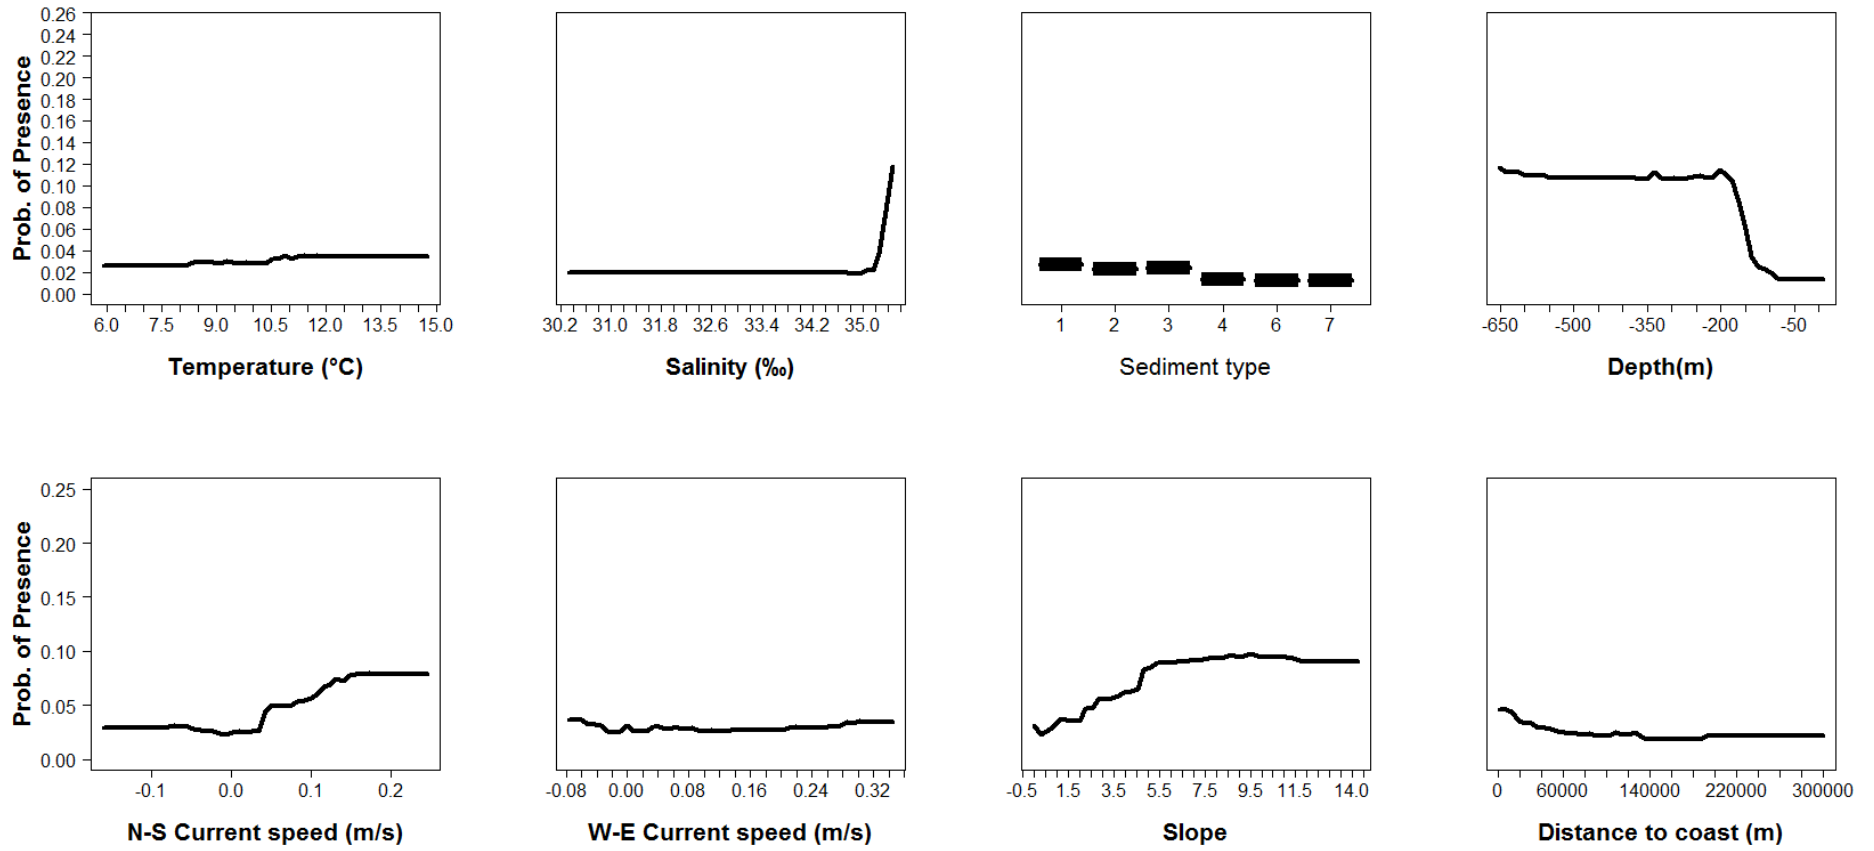 Prob. of Presence
0.26
0.24
0.22
0.20
0.18
0.16
0.14
0.12
0.10
0.08
0.06
0.04
0.02
0.00
6.0 7.5 9.0 10.5 12.0 13.5 15.0
Temperature (°C)
30.2 31.0 31.8 32.6 33.4 34.2 35.0
Salinity (‰)
1 2 3 4 6 7
Sediment type
-650 -500 -350 -200 -50
Depth(m)
Prob. of Presence
0.25
0.20
0.15
0.10
0.05
0.00
-0.1 0.0 0.1 0.2
N-S Current speed (m/s)
-0.08 0.00 0.08 0.16 0.24 0.32
W-E Current speed (m/s)
-0.5 1.5 3.5 5.5 7.5 9.5 11.5 14.0
Slope
0 60000 140000 220000 300000
Distance to coast (m)